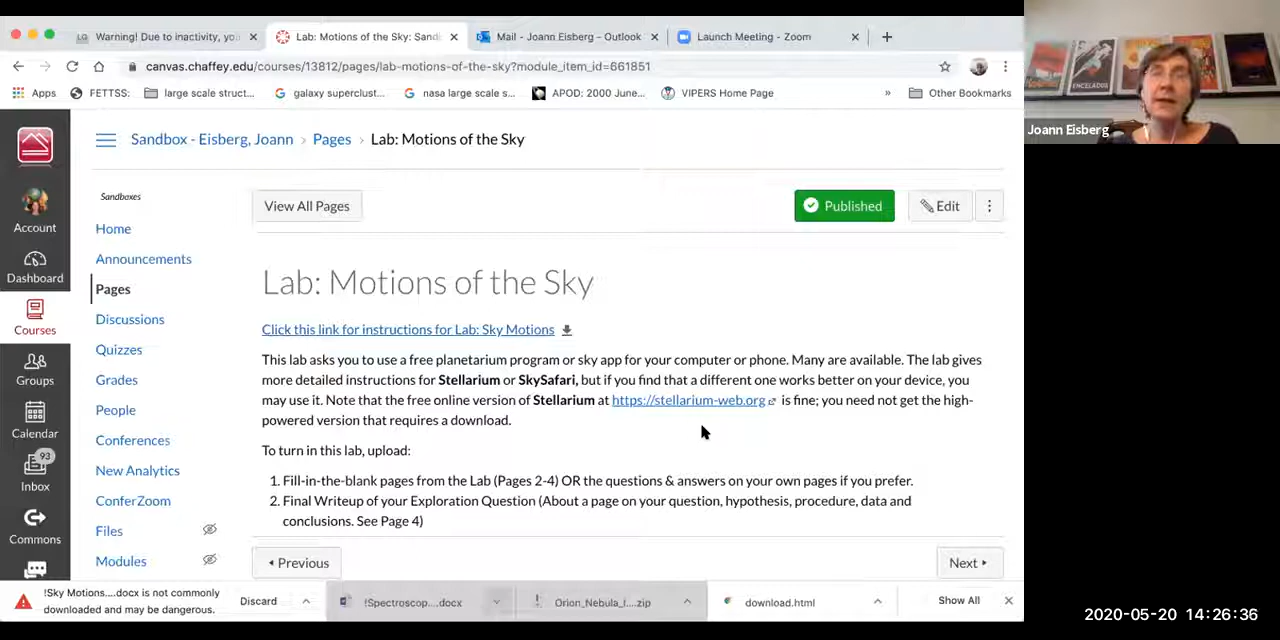 Warning! Due to inactivity, you
Lab: Motions of the Sky: Sand
Mail - Joann Eisberg - Outlook
Launch Meeting - Zoom
canvas.chaffey.edu/courses/13812/pages/lab-motions-of-the-sky?module_item_id=661851
Apps
FETTSS:
large scale struct...
galaxy superclust...
nasa large scale s...
APOD: 2000 June...
VIPERS Home Page
»
Other Bookmarks
ENCELADUS
Joann Eisberg
Sandbox - Eisberg, Joann › Pages › Lab: Motions of the Sky
Account
Dashboard
Courses
Groups
Calendar
93
Inbox
Commons
Sandboxes
Home
Announcements
Pages
Discussions
Quizzes
Grades
People
Conferences
New Analytics
ConferZoom
Files
Modules
View All Pages
Published
Edit
Lab: Motions of the Sky
Click this link for instructions for Lab: Sky Motions
This lab asks you to use a free planetarium program or sky app for your computer or phone. Many are available. The lab gives
more detailed instructions for Stellarium or SkySafari, but if you find that a different one works better on your device, you
may use it. Note that the free online version of Stellarium at https://stellarium-web.org is fine; you need not get the high-
powered version that requires a download.
To turn in this lab, upload:
1. Fill-in-the-blank pages from the Lab (Pages 2-4) OR the questions & answers on your own pages if you prefer.
2. Final Writeup of your Exploration Question (About a page on your question, hypothesis, procedure, data and
conclusions. See Page 4)
Previous
Next
!Sky Motions....docx is not commonly
downloaded and may be dangerous.
Discard
!Spectroscop....docx
Orion_Nebula_I....zip
download.html
Show All
2020-05-20 14:26:36